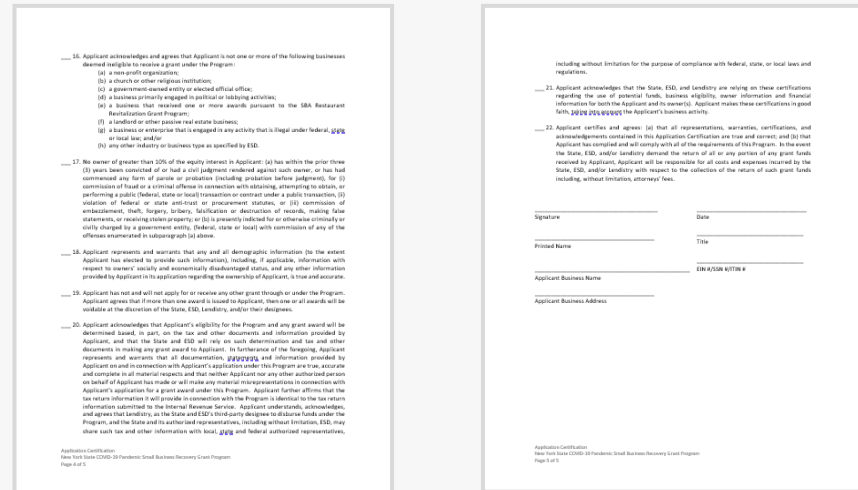 ___ 16. Applicant acknowledges and agrees that Applicant is not one or more of the following businesses
deemed ineligible to receive a grant under the Program:
(a) a non-profit organization;
(b) a church or other religious institution;
(c) a government-owned entity or elected official office;
(d) a business primarily engaged in political or lobbying activities;
(e) a business that received one or more awards pursuant to the SBA Restaurant
Revitalization Grant Program;
(f) a landlord or other passive real estate business;
(g) a business or enterprise that is engaged in any activity that is illegal under federal, state
or local law; and/or
(h) any other industry or business type as specified by ESD.
___ 17. No owner of greater than 10% of the equity interest in Applicant: (a) has within the prior three
(3) years been convicted of or had a civil judgment rendered against such owner, or has had
commenced any form of parole or probation (including probation before judgment), for (i)
commission of fraud or a criminal offense in connection with obtaining, attempting to obtain, or
performing a public (federal, state or local) transaction or contract under a public transaction, (ii)
violation of federal or state anti-trust or procurement statutes, or (iii) commission of
embezzlement, theft, forgery, bribery, falsification or destruction of records, making false
statements, or receiving stolen property; or (b) is presently indicted for or otherwise criminally or
civilly charged by a government entity, (federal, state or local) with commission of any of the
offenses enumerated in subparagraph (a) above.
___ 18. Applicant represents and warrants that any and all demographic information (to the extent
Applicant has elected to provide such information), including, if applicable, information with
respect to owners' socially and economically disadvantaged status, and any other information
provided by Applicant in its application regarding the ownership of Applicant, is true and accurate.
___ 19. Applicant has not and will not apply for or receive any other grant through or under the Program.
Applicant agrees that if more than one award is issued to Applicant, then one or all awards will be
voidable at the discretion of the State, ESD, Lendistry, and/or their designees.
___ 20. Applicant acknowledges that Applicant's eligibility for the Program and any grant award will be
determined based, in part, on the tax and other documents and information provided by
Applicant, and that the State and ESD will rely on such determination and tax and other
documents in making any grant award to Applicant. In furtherance of the foregoing, Applicant
represents and warrants that all documentation, statements and information provided by
Applicant on and in connection with Applicant's application under this Program are true, accurate
and complete in all material respects and that neither Applicant nor any other authorized person
on behalf of Applicant has made or will make any material misrepresentations in connection with
Applicant's application for a grant award under this Program. Applicant further affirms that the
tax return information it will provide in connection with the Program is identical to the tax return
information submitted to the Internal Revenue Service. Applicant understands, acknowledges,
and agrees that Lendistry, as the State and ESD's third-party designee to disburse funds under the
Program, and the State and its authorized representatives, including without limitation, ESD, may
share such tax and other information with local, state and federal authorized representatives,
Application Certification
New York State COVID-19 Pandemic Small Business Recovery Grant Program
Page 4 of 5
including without limitation for the purpose of compliance with federal, state, or local laws and
regulations.
___ 21. Applicant acknowledges that the State, ESD, and Lendistry are relying on these certifications
regarding the use of potential funds, business eligibility, owner information and financial
information for both the Applicant and its owner(s). Applicant makes these certifications in good
faith, taking into account the Applicant's business activity.
___ 22. Applicant certifies and agrees: (a) that all representations, warranties, certifications, and
acknowledgements contained in this Application Certification are true and correct; and (b) that
Applicant has complied and will comply with all of the requirements of this Program. In the event
the State, ESD, and/or Lendistry demand the return of all or any portion of any grant funds
received by Applicant, Applicant will be responsible for all costs and expenses incurred by the
State, ESD, and/or Lendistry with respect to the collection of the return of such grant funds
including, without limitation, attorneys' fees.
Signature
Date
Printed Name
Title
Applicant Business Name
EIN #/SSN #/ITIN #
Applicant Business Address
Application Certification
New York State COVID-19 Pandemic Small Business Recovery Grant Program
Page 5 of 5